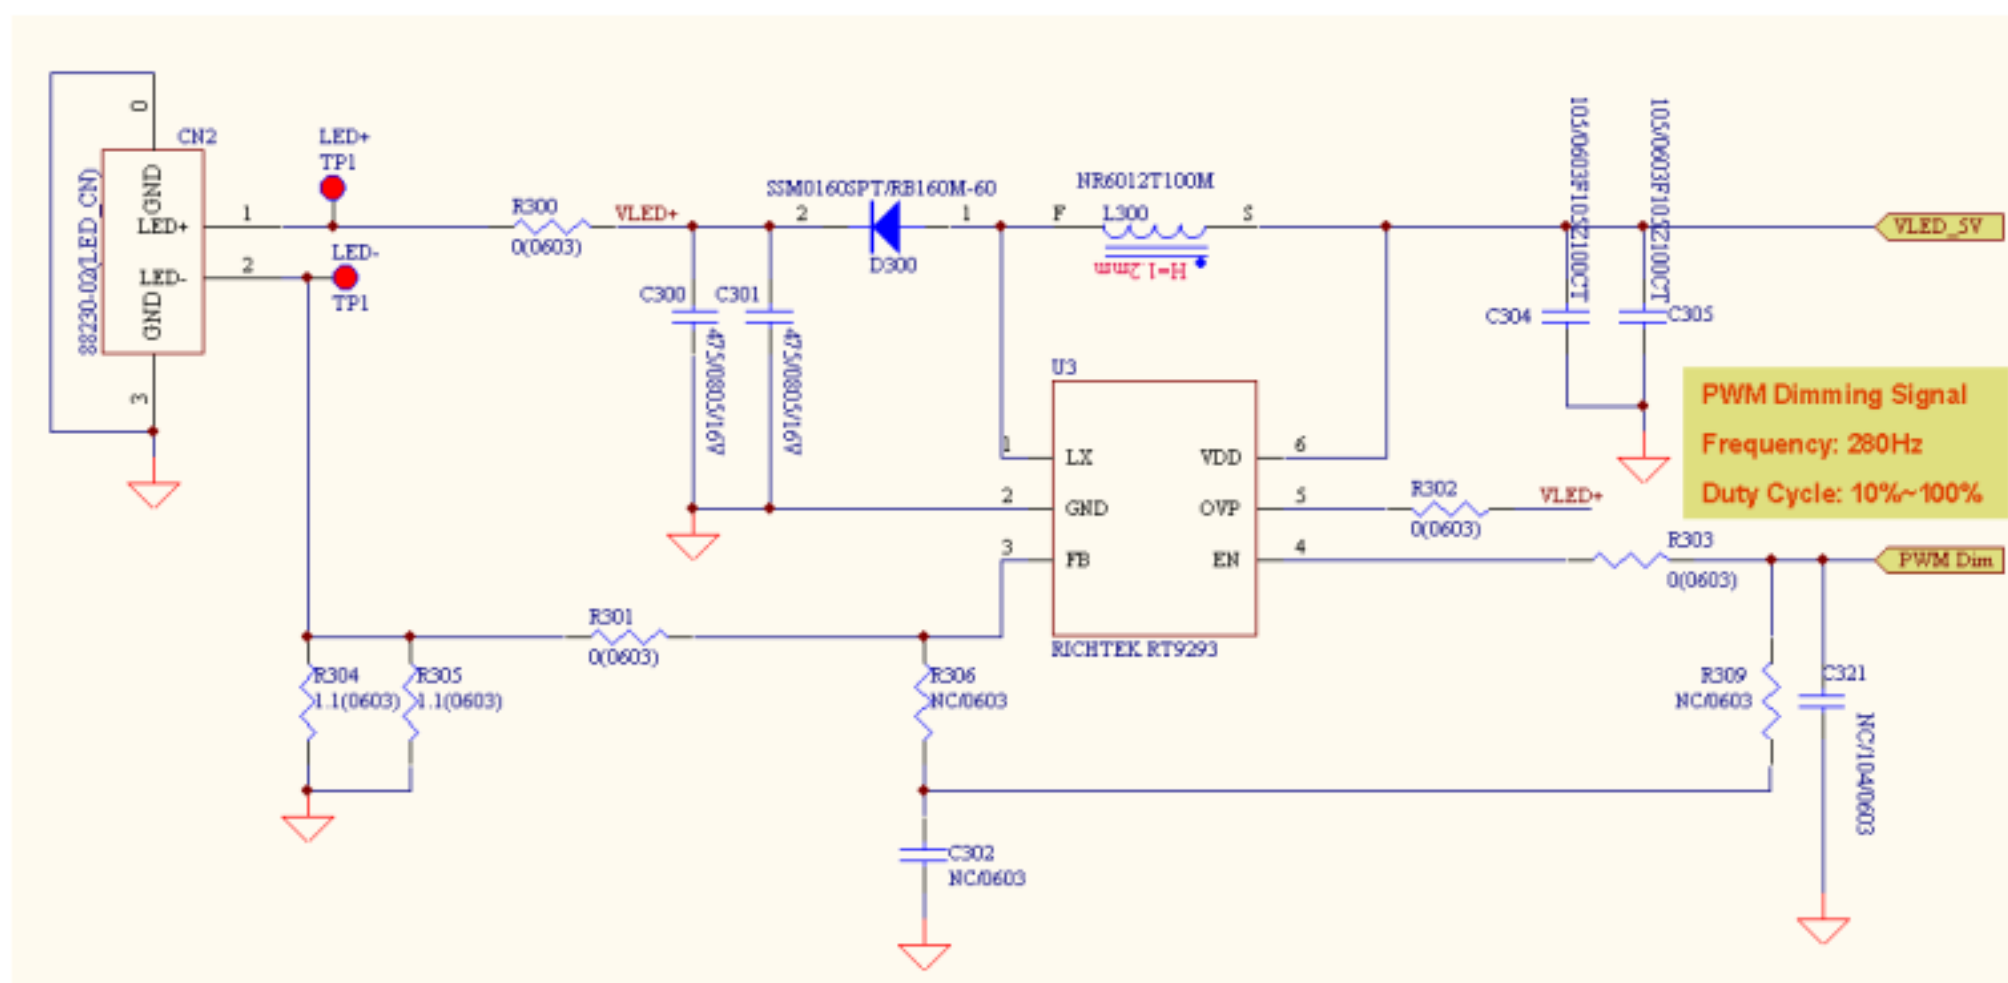 0
CN2
88230-02(LED_CN)
GND
LED+
LED-
GND
1
2
3
LED+
TP1
LED-
TP1
R300
0(0603)
VLED+
2
SSM0160SPT/RB160M-60
1
D300
NR6012T100M
F
L300
S
H=1.2mm
105/0603F105Z100CT
105/0603F105Z100CT
VLED_5V
C300
C301
475/0805/16V
475/0805/16V
C304
C305
U3
1
LX
VDD
6
2
GND
OVP
5
3
FB
EN
4
RICHTEK RT9293
R302
0(0603)
VLED+
PWM Dimming Signal
Frequency: 280Hz
Duty Cycle: 10%~100%
R303
0(0603)
PWM Dim
R301
0(0603)
R304
1.1(0603)
R305
1.1(0603)
R306
NC/0603
R309
NC/0603
C321
NC/104/0603
C302
NC/0603